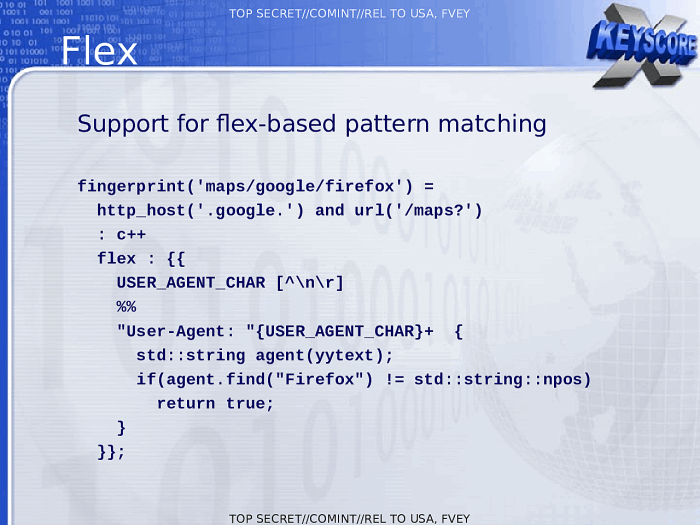 TOP SECRET//COMINT//REL TO USA, FVEY
X KEYSCORE
Flex
Support for flex-based pattern matching
fingerprint('maps/google/firefox') =
  http_host('.google.') and url('/maps?')
  : c++
  flex : {{
    USER_AGENT_CHAR [^\n\r]
    %%
    "User-Agent: "{USER_AGENT_CHAR}+  {
      std::string agent(yytext);
      if(agent.find("Firefox") != std::string::npos)
        return true;
    }
  }};
TOP SECRET//COMINT//REL TO USA, FVEY